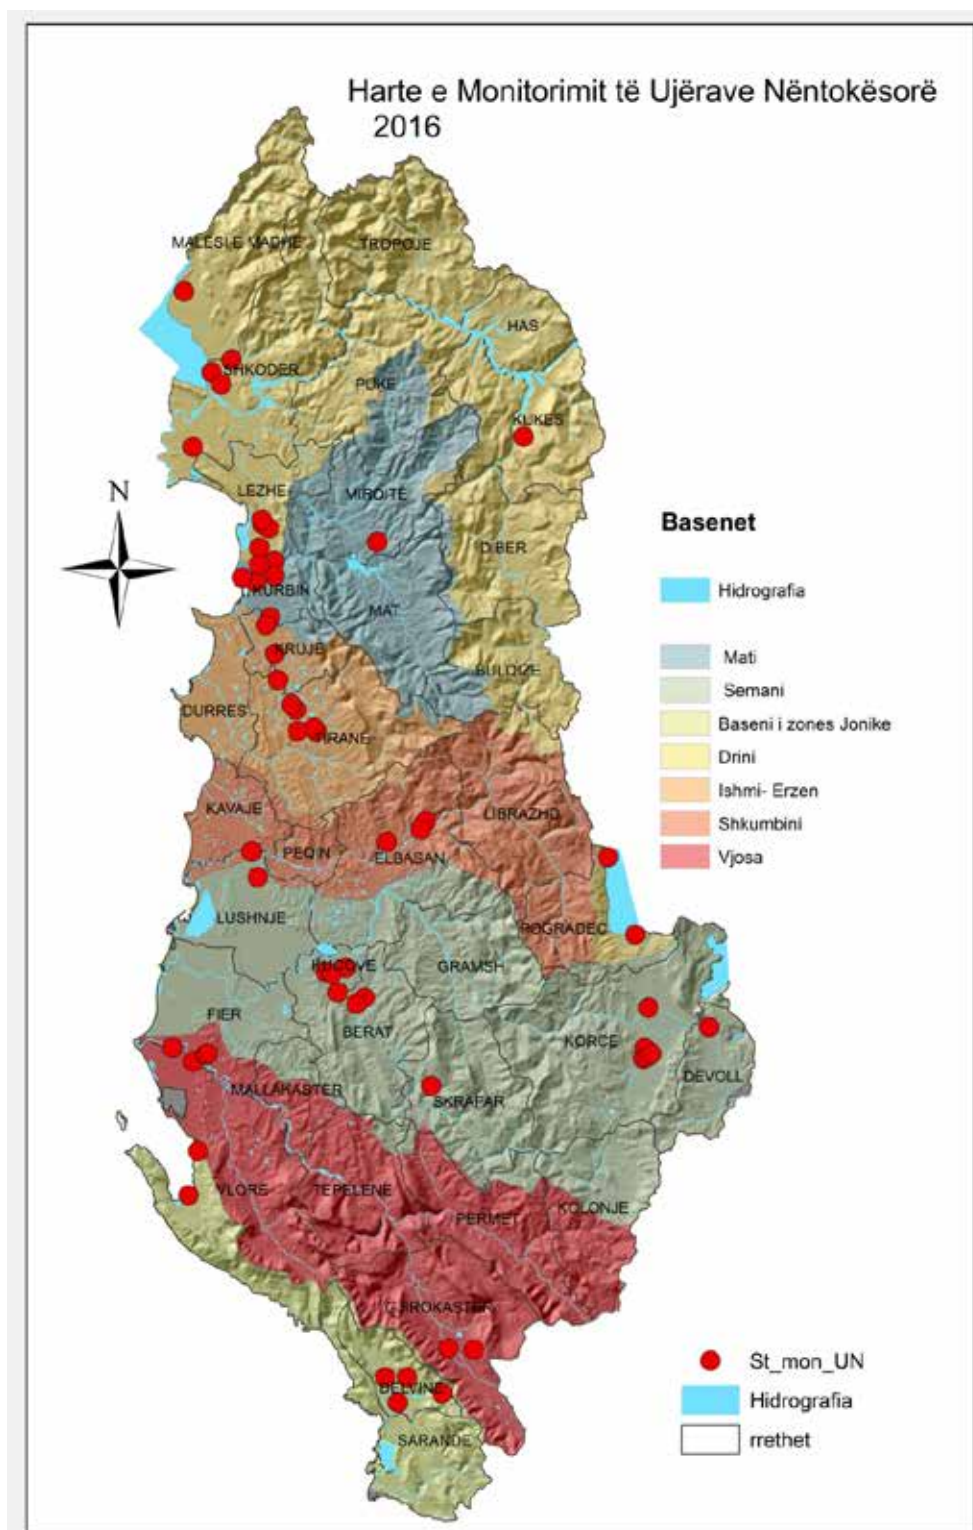 Harte e Monitorimit të Ujërave Nëntokësorë
2016
MALESI E MADHE
TROPOJE
HAS
SHKODER
PUKE
KUKES
LEZHE
MIRDITE
N
DIBER
KURBIN
MAT
KRUJE
BULQIZE
DURRES
TIRANE
KAVAJE
LIBRAZHD
PEQIN
ELBASAN
LUSHNJE
POGRADEC
KUCOVE
GRAMSH
FIER
BERAT
KORCE
DEVOLL
MALLAKASTER
SKRAPAR
VLORE
TEPELENE
PERMET
KOLONJE
GJIROKASTER
DELVINE
SARANDE
Basenet
Hidrografia
Mati
Semani
Baseni i zones Jonike
Drini
Ishmi- Erzen
Shkumbini
Vjosa
St_mon_UN
Hidrografia
rrethet